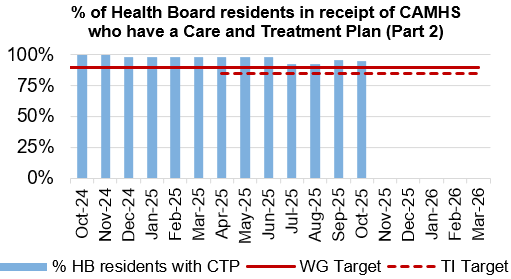 % of Health Board residents in receipt of CAMHS
who have a Care and Treatment Plan (Part 2)
100%
75%
50%
25%
0%
Oct-24
Nov-24
Dec-24
Jan-25
Feb-25
Mar-25
Apr-25
May-25
Jun-25
Jul-25
Aug-25
Sep-25
Oct-25
Nov-25
Dec-25
Jan-26
Feb-26
Mar-26
% HB residents with CTP WG Target TI Target